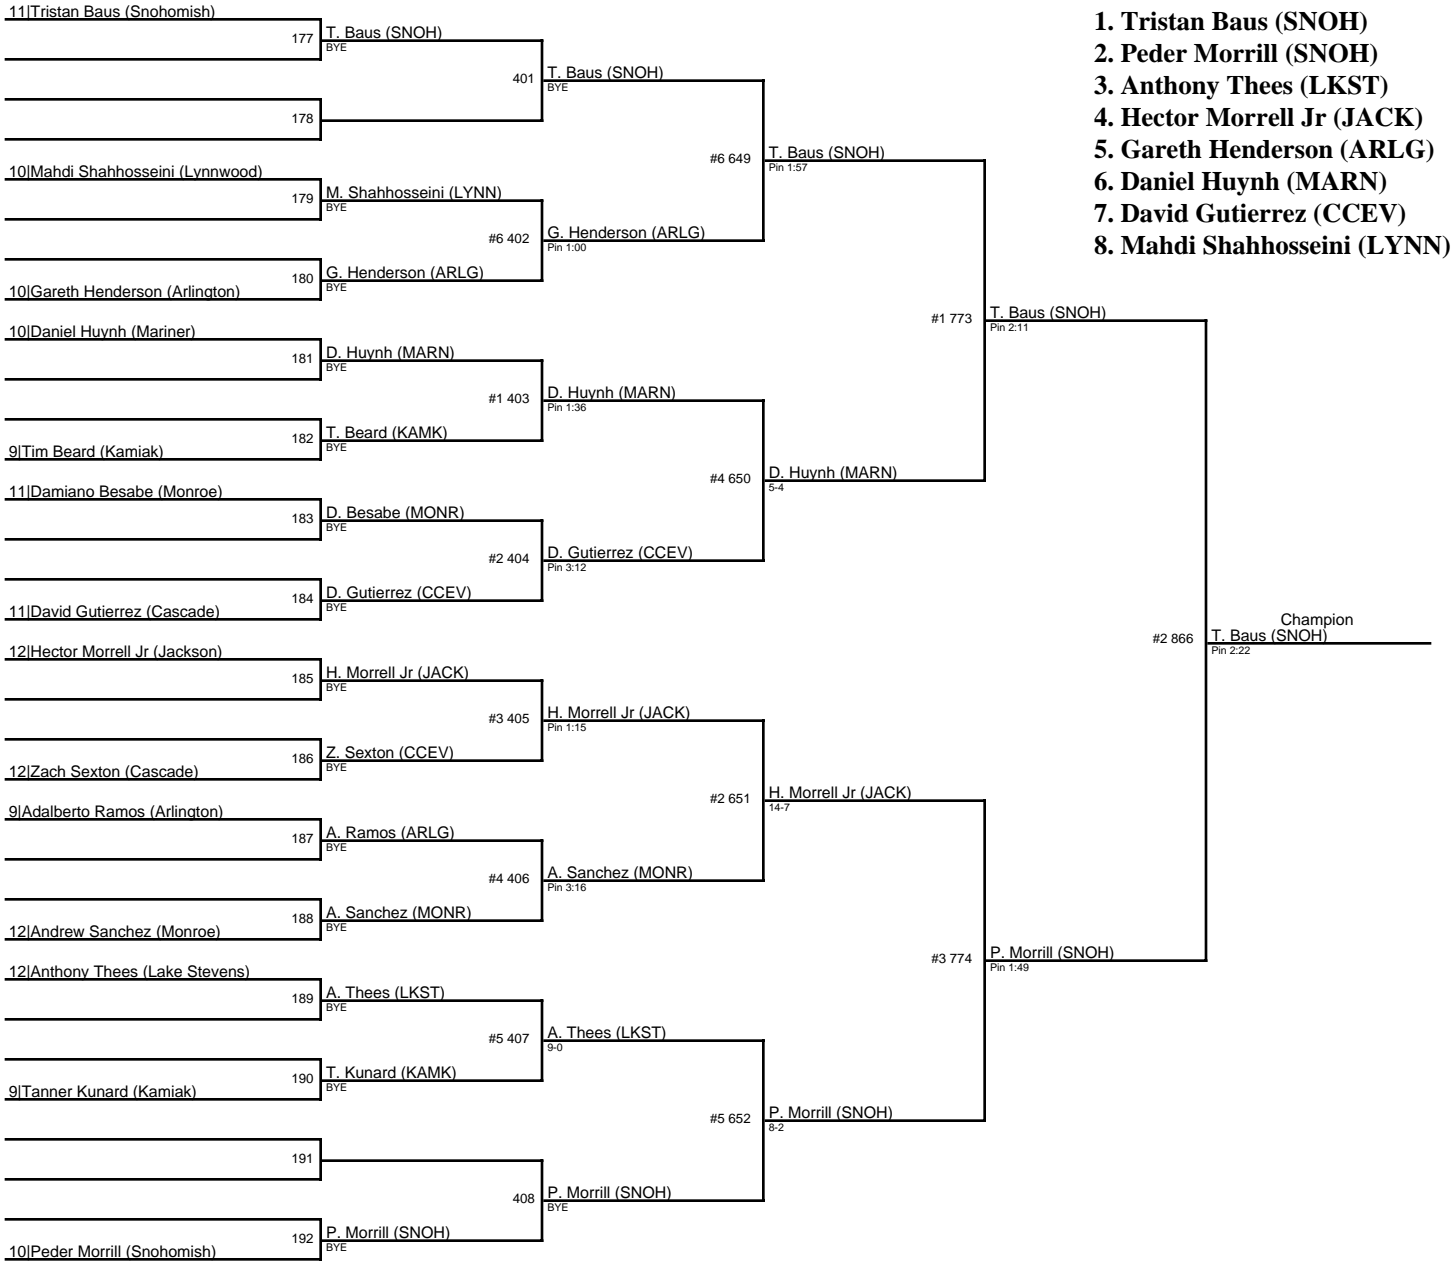 11|Tristan Baus (Snohomish)
177
178
10|Mahdi Shahhosseini (Lynnwood)
179
180
10|Gareth Henderson (Arlington)
10|Daniel Huynh (Mariner)
181
182
9|Tim Beard (Kamiak)
11|Damiano Besabe (Monroe)
183
184
11|David Gutierrez (Cascade)
12|Hector Morrell Jr (Jackson)
185
186
12|Zach Sexton (Cascade)
9|Adalberto Ramos (Arlington)
187
188
12|Andrew Sanchez (Monroe)
12|Anthony Thees (Lake Stevens)
189
190
9|Tanner Kunard (Kamiak)
191
192
10|Peder Morrill (Snohomish)
T. Baus (SNOH)
BYE
401
M. Shahhosseini (LYNN)
BYE
#6 402
G. Henderson (ARLG)
BYE
D. Huynh (MARN)
BYE
#1 403
T. Beard (KAMK)
BYE
D. Besabe (MONR)
BYE
#2 404
D. Gutierrez (CCEV)
BYE
H. Morrell Jr (JACK)
BYE
#3 405
Z. Sexton (CCEV)
BYE
A. Ramos (ARLG)
BYE
#4 406
A. Sanchez (MONR)
BYE
A. Thees (LKST)
BYE
#5 407
T. Kunard (KAMK)
BYE
408
P. Morrill (SNOH)
BYE
T. Baus (SNOH)
BYE
#6 649
G. Henderson (ARLG)
Pin 1:00
D. Huynh (MARN)
Pin 1:36
#4 650
D. Gutierrez (CCEV)
Pin 3:12
H. Morrell Jr (JACK)
Pin 1:15
#2 651
A. Sanchez (MONR)
Pin 3:16
A. Thees (LKST)
9-0
#5 652
P. Morrill (SNOH)
BYE
T. Baus (SNOH)
Pin 1:57
#1 773
D. Huynh (MARN)
5-4
H. Morrell Jr (JACK)
14-7
#3 774
P. Morrill (SNOH)
8-2
T. Baus (SNOH)
Pin 2:11
#2 866
P. Morrill (SNOH)
Pin 1:49
Champion
T. Baus (SNOH)
Pin 2:22
1. Tristan Baus (SNOH)
2. Peder Morrill (SNOH)
3. Anthony Thees (LKST)
4. Hector Morrell Jr (JACK)
5. Gareth Henderson (ARLG)
6. Daniel Huynh (MARN)
7. David Gutierrez (CCEV)
8. Mahdi Shahhosseini (LYNN)